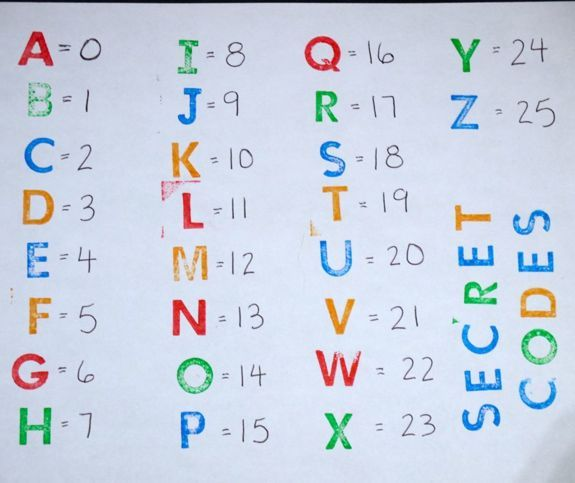 A = 0
B = 1
C = 2
D = 3
E = 4
F = 5
G = 6
H = 7
I = 8
J = 9
K = 10
L = 11
M = 12
N = 13
O = 14
P = 15
Q = 16
R = 17
S = 18
T = 19
U = 20
V = 21
W = 22
X = 23
Y = 24
Z = 25
SECRET
CODES